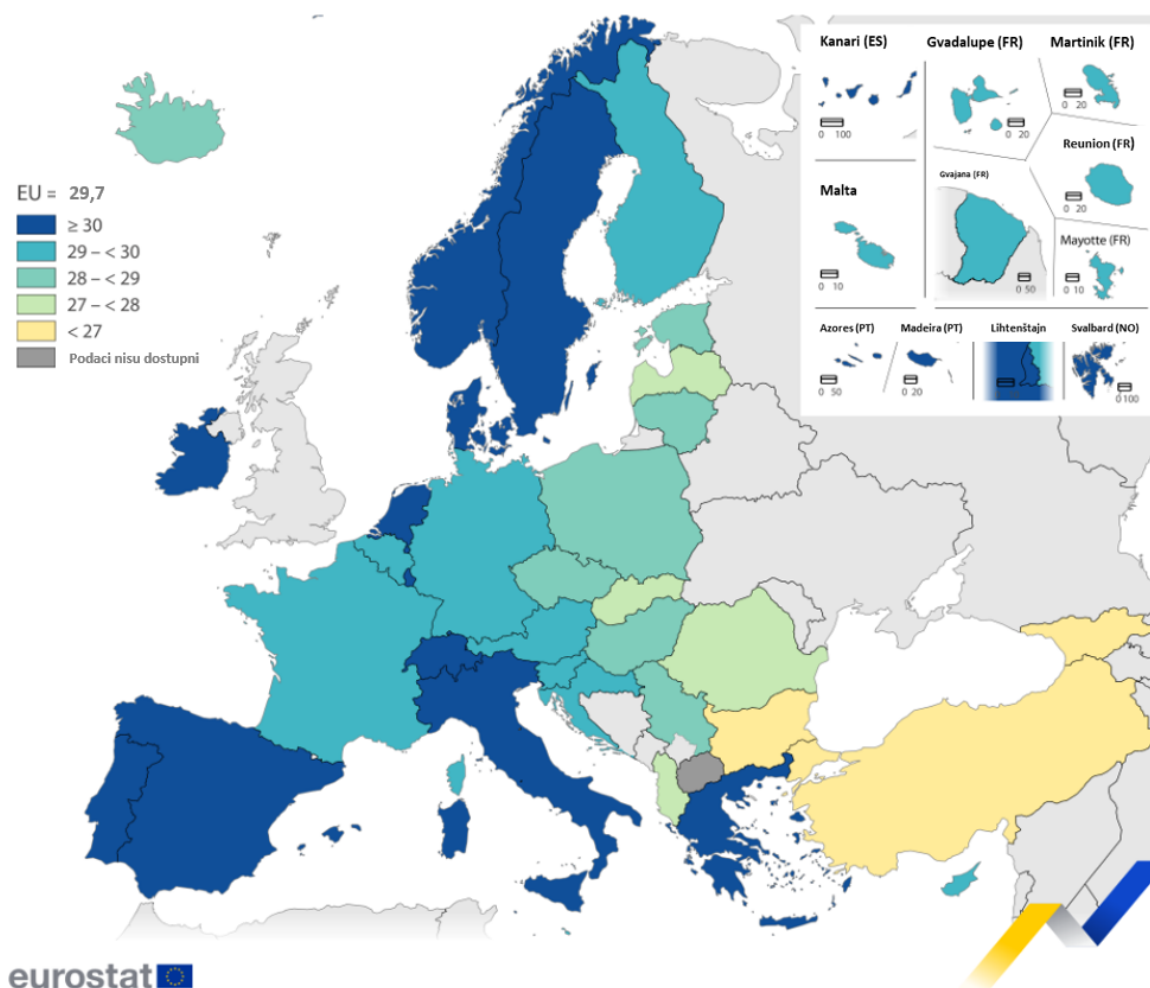 Kanari (ES)
Gvadalupe (FR)
Martinik (FR)
0 100
0 20
0 20
Reunion (FR)
0 20
Malta
0 10
Gvajana (FR)
0 50
Mayotte (FR)
0 10
Azores (PT)
Madeira (PT)
Lihtenštajn
Svalbard (NO)
0 50
0 20
0 100
EU = 29,7
≥ 30
29 – < 30
28 – < 29
27 – < 28
< 27
Podaci nisu dostupni
eurostat